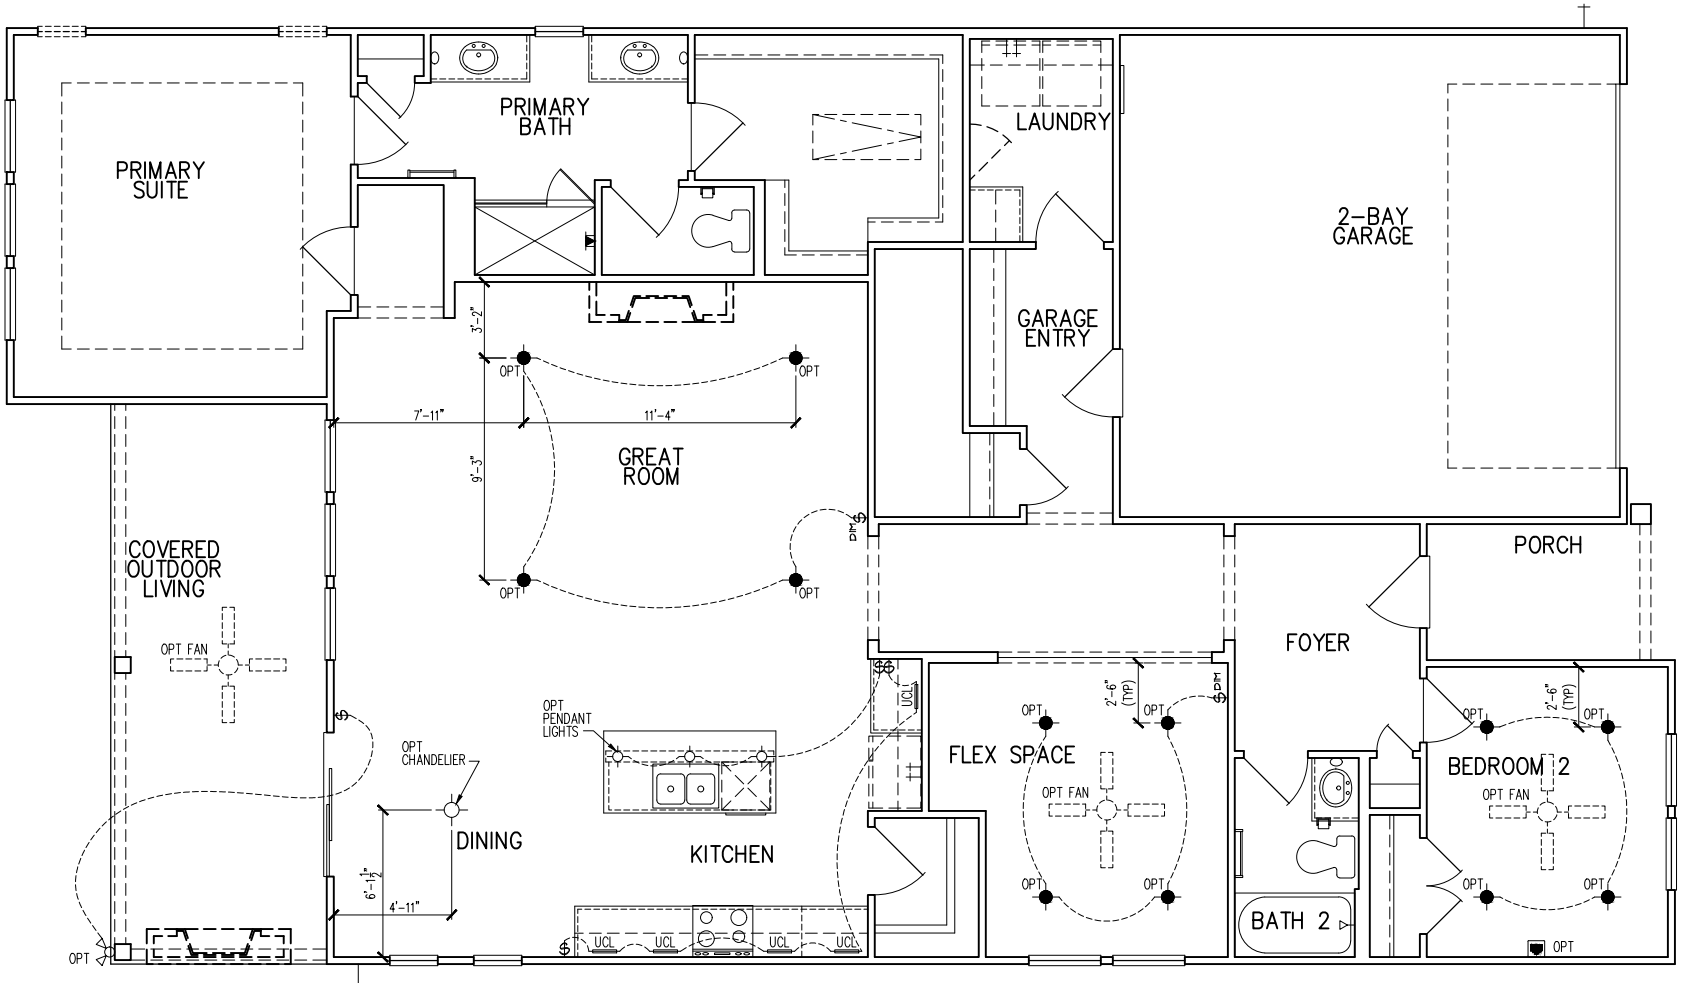 PRIMARY
BATH
LAUNDRY
PRIMARY
SUITE
2-BAY
GARAGE
3'-2"
GARAGE
ENTRY
OPT
OPT
7'-11"
11'-4"
9'-3"
GREAT
ROOM
DIM
$
COVERED
OUTDOOR
LIVING
PORCH
OPT
OPT
FOYER
OPT FAN
$$
UCL
2'-6"
(TYP)
$ DIM
2'-6"
(TYP)
OPT
PENDANT
LIGHTS
$
OPT
OPT
OPT
OPT
OPT
CHANDELIER
FLEX SPACE
BEDROOM 2
OPT FAN
OPT FAN
DINING
KITCHEN
6'-1 1/2"
4'-11"
OPT
OPT
OPT
OPT
BATH 2
$
UCL
UCL
UCL
UCL
OPT
OPT